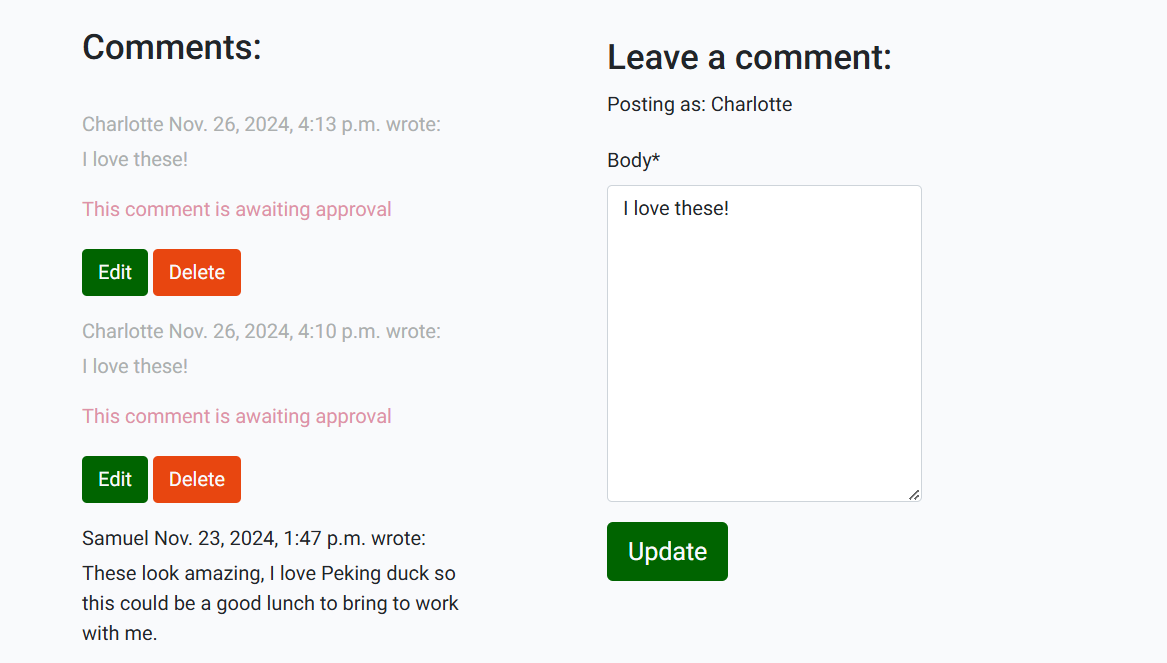 Comments:
Charlotte Nov. 26, 2024, 4:13 p.m. wrote:
I love these!
This comment is awaiting approval
Edit Delete
Charlotte Nov. 26, 2024, 4:10 p.m. wrote:
I love these!
This comment is awaiting approval
Edit Delete
Samuel Nov. 23, 2024, 1:47 p.m. wrote:
These look amazing, I love Peking duck so
this could be a good lunch to bring to work
with me.
Leave a comment:
Posting as: Charlotte
Body*
I love these!
Update